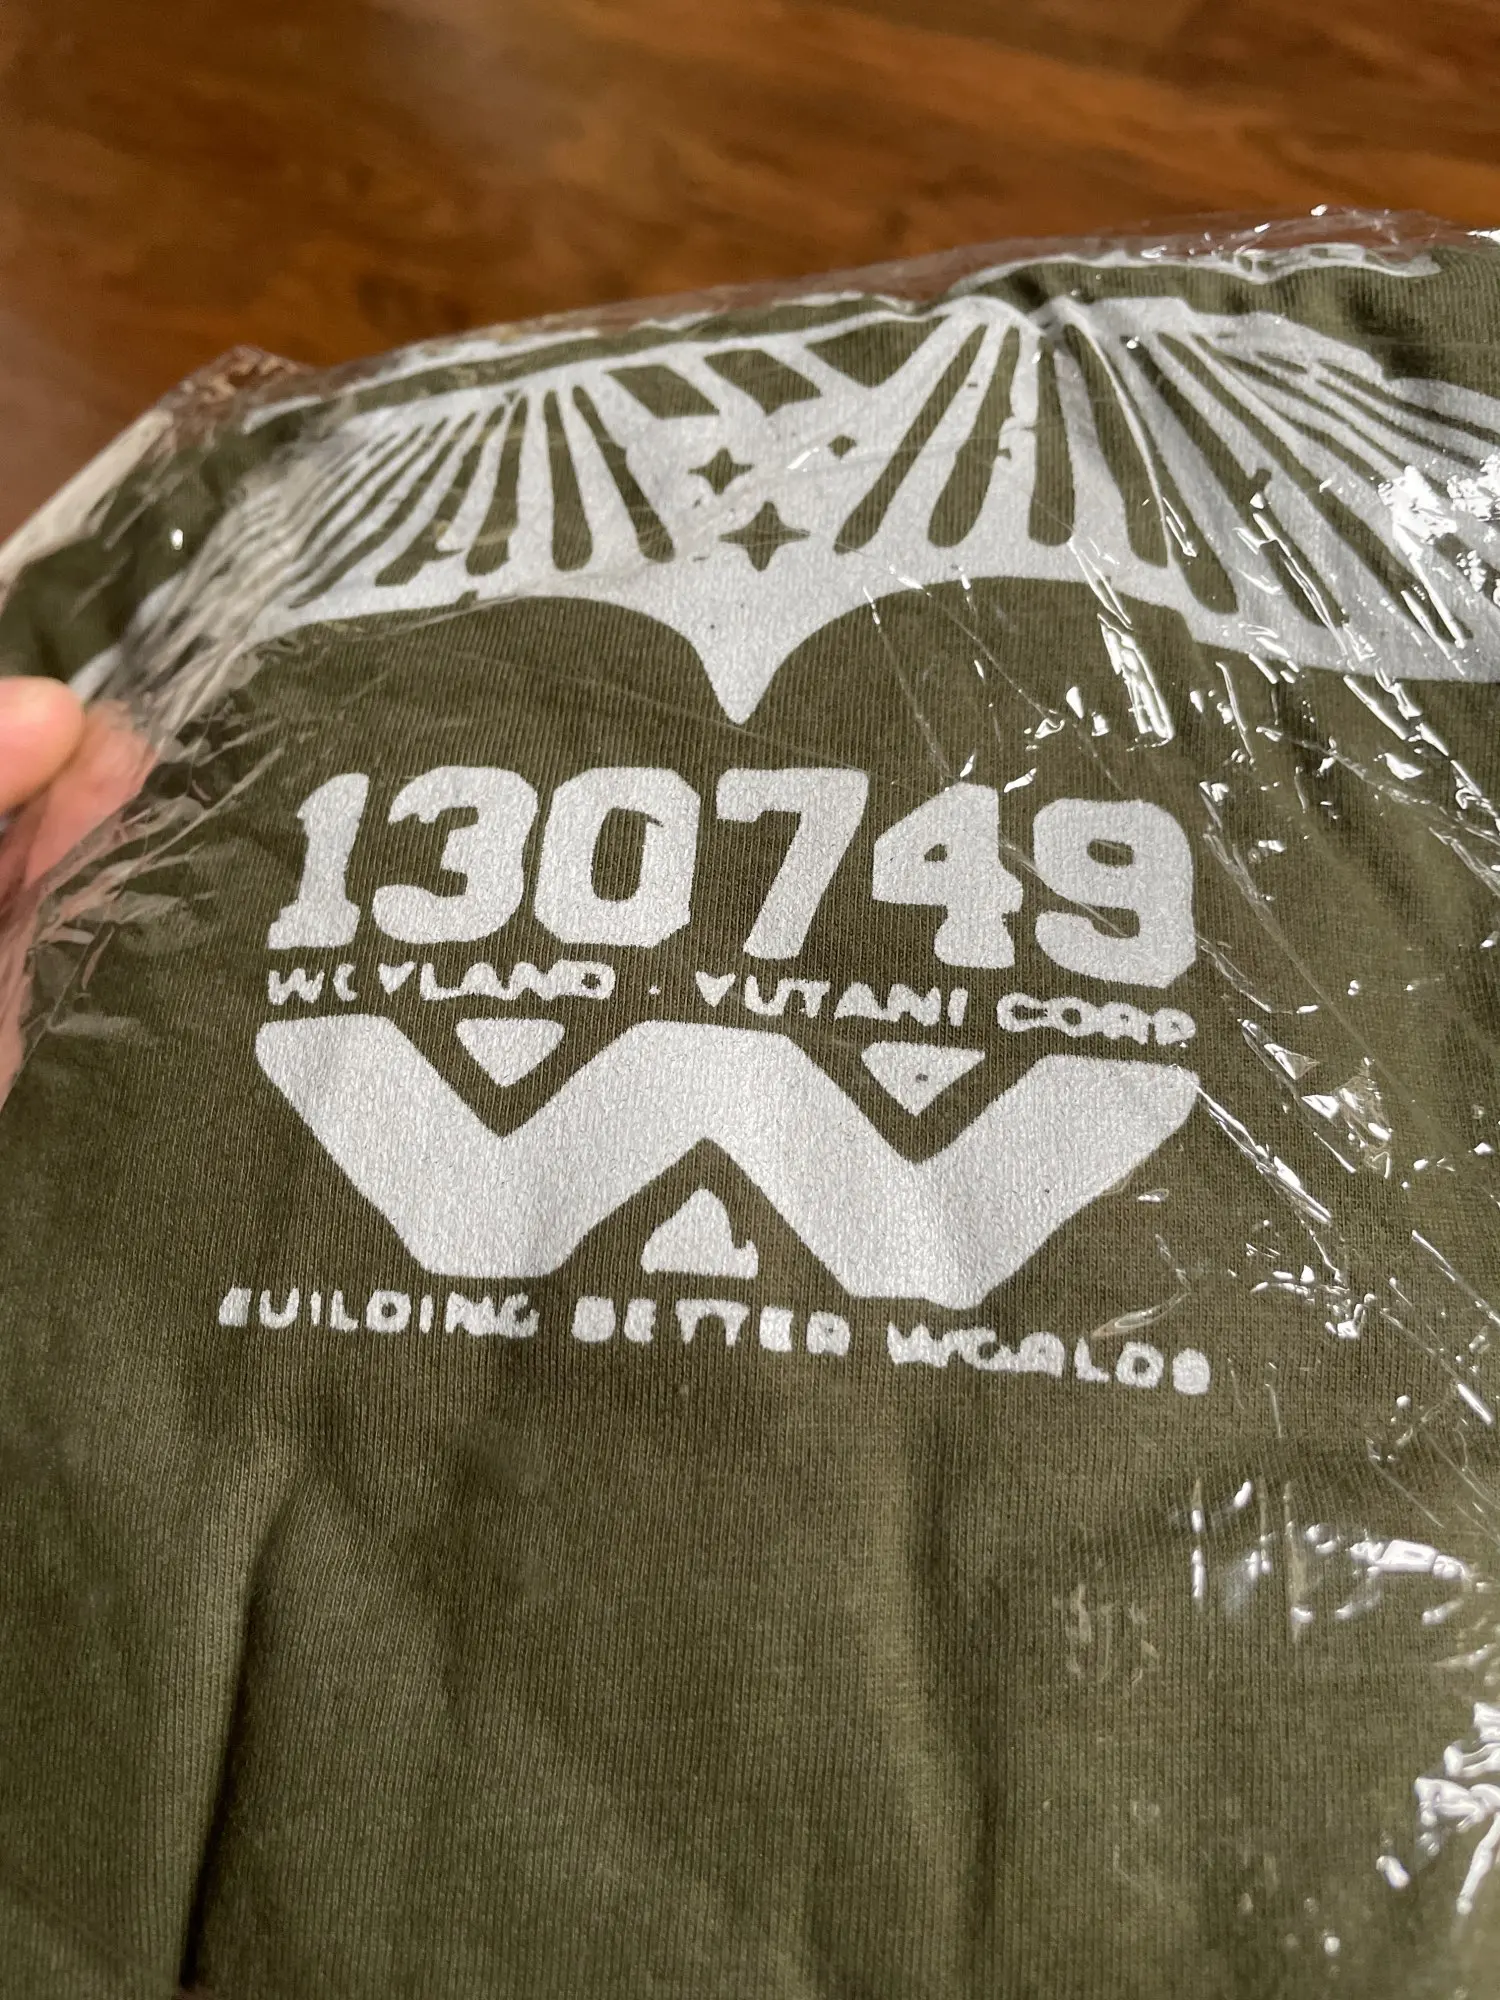 130749
WEYLAND · YUTANI CORP
BUILDING BETTER WORLDS